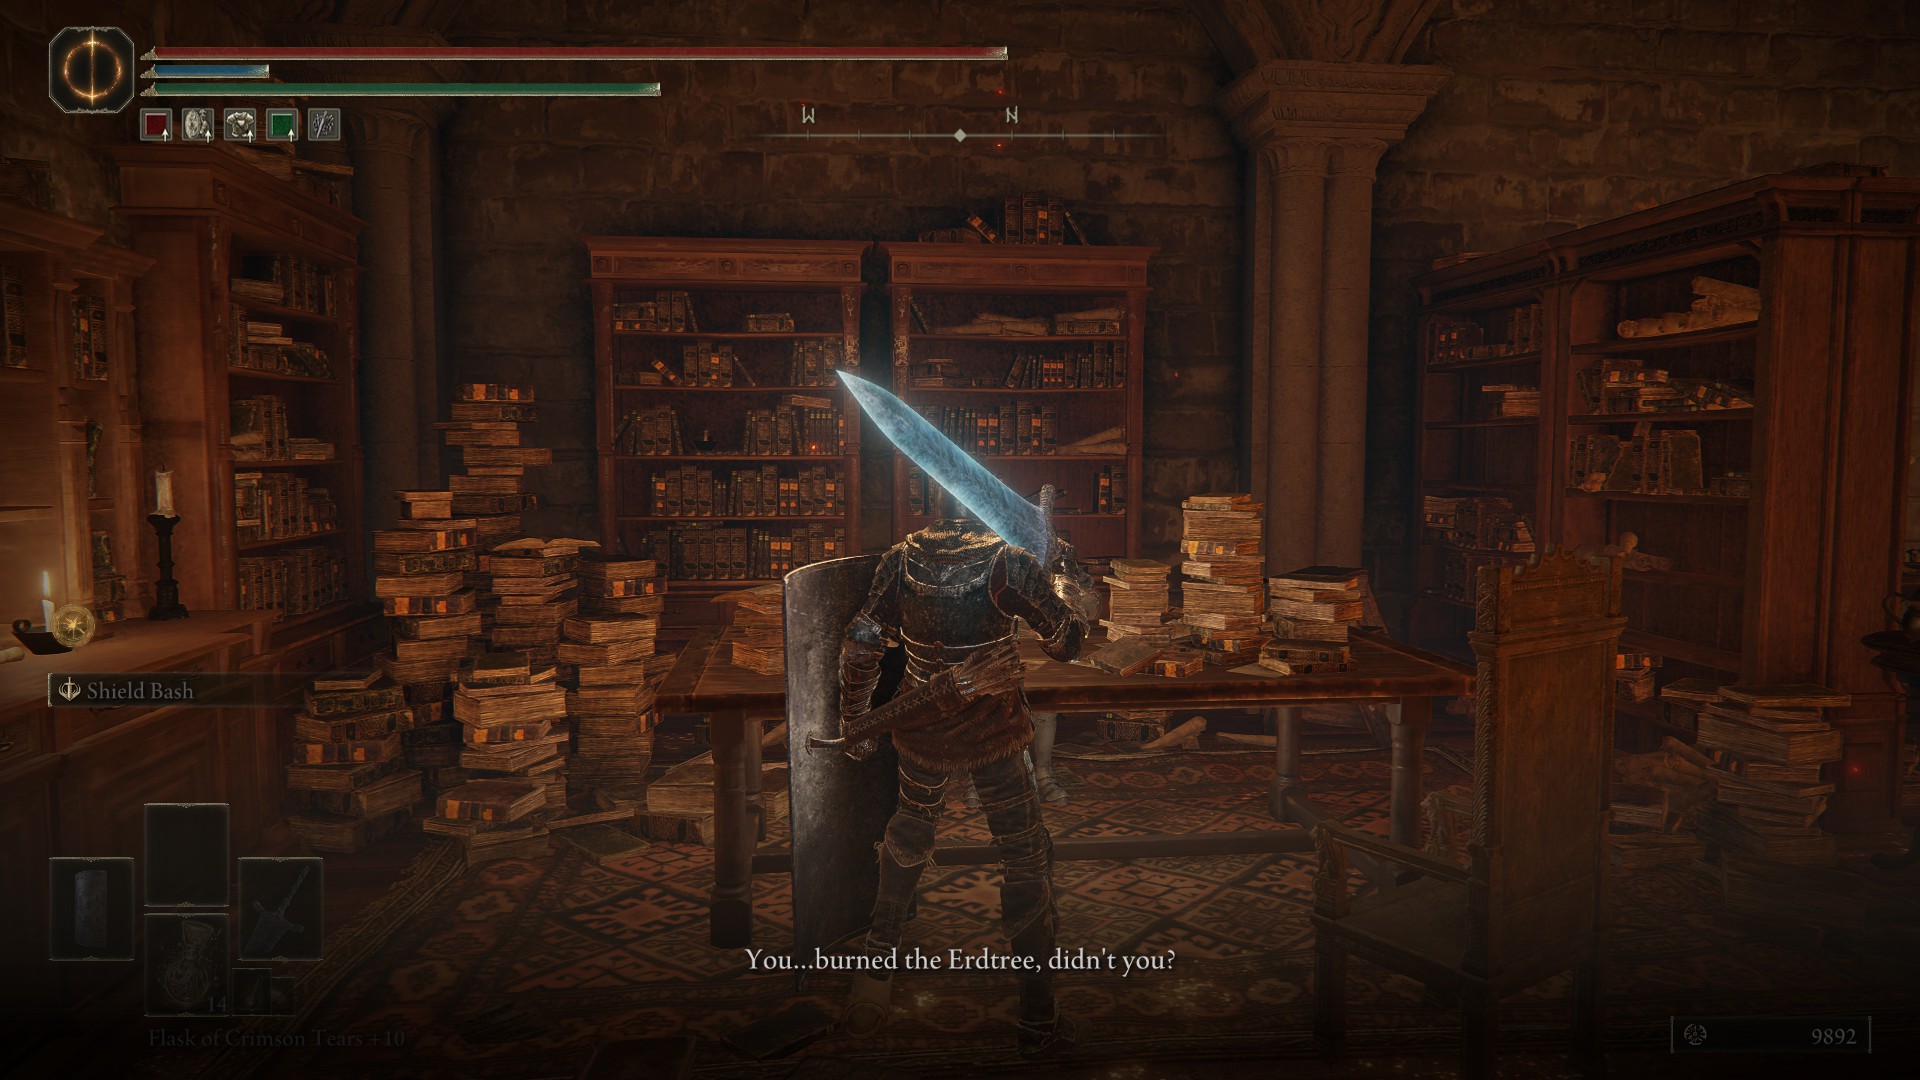 W N
Shield Bash
You...burned the Erdtree, didn't you?
14
Flask of Crimson Tears +10
9892